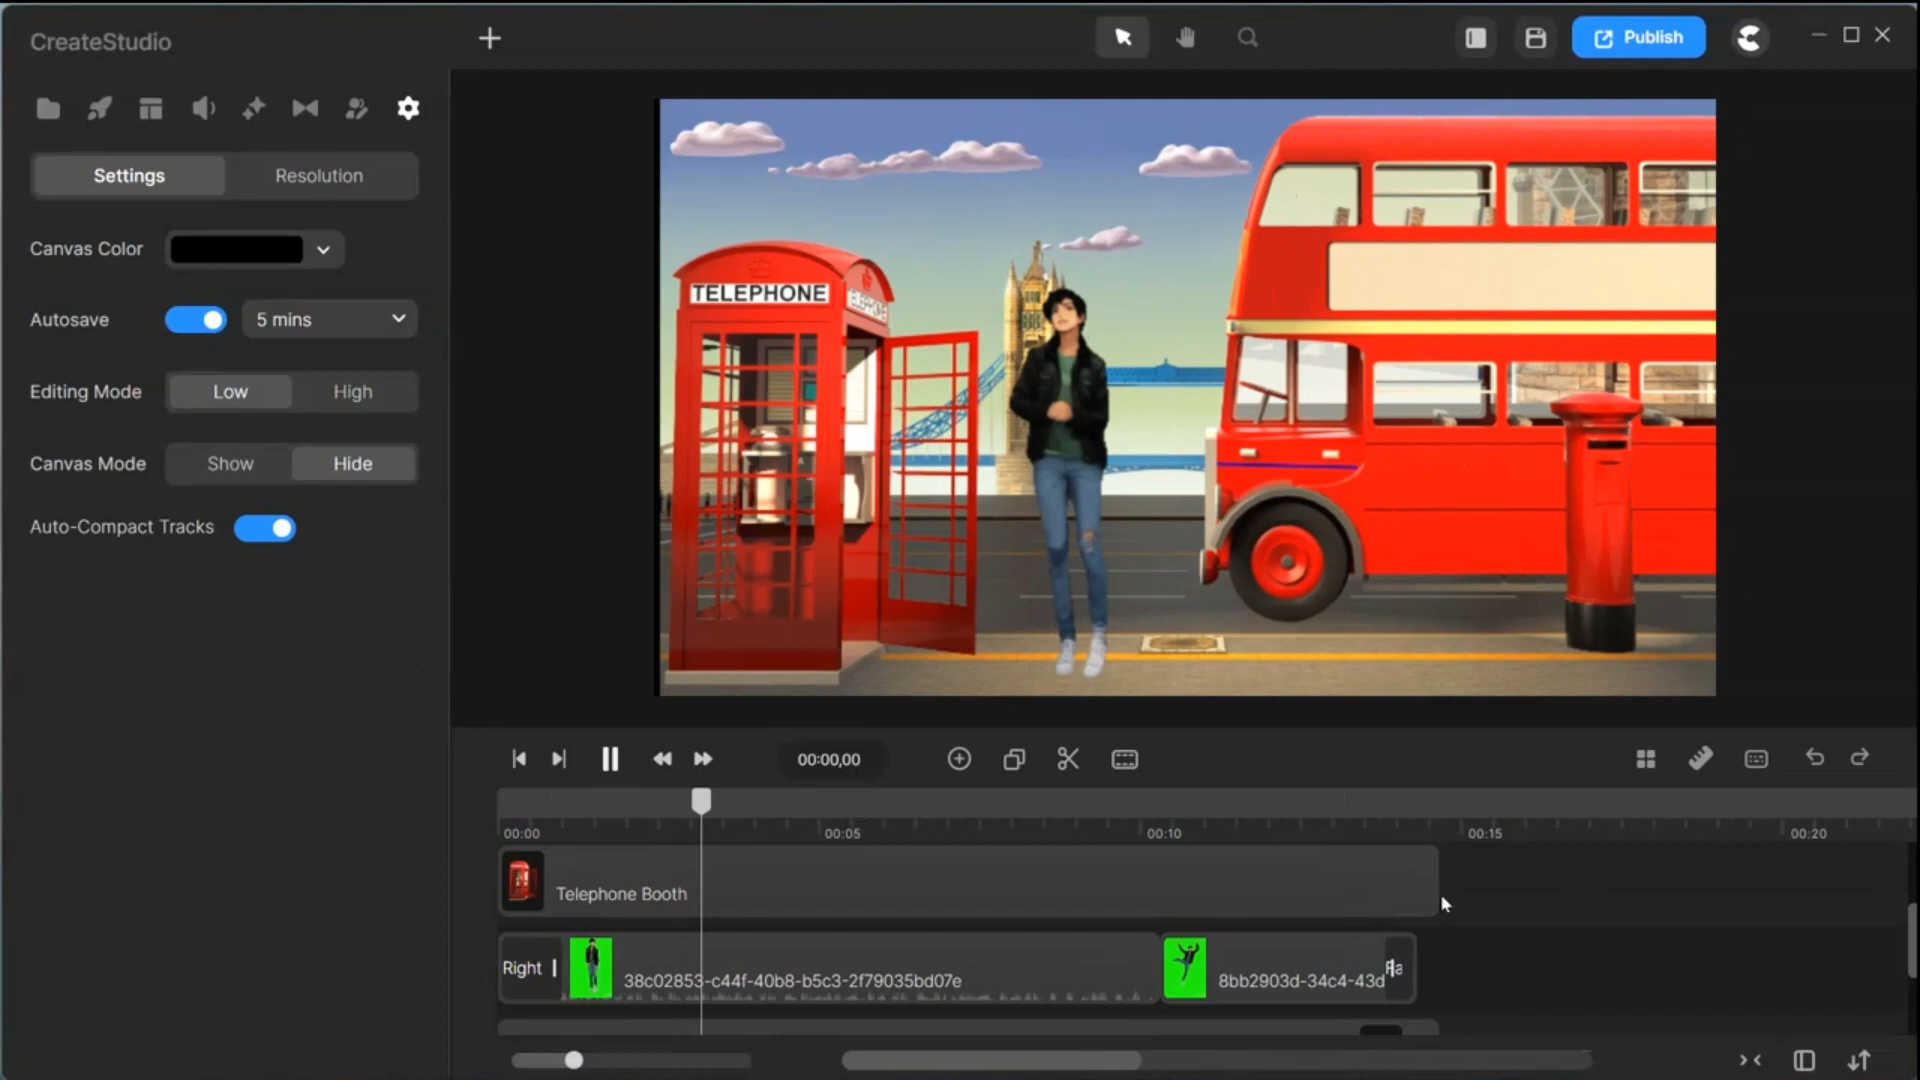 CreateStudio
Publish
Settings
Resolution
Canvas Color
Autosave
5 mins
Editing Mode
Low
High
Canvas Mode
Show
Hide
Auto-Compact Tracks
TELEPHONE
TELEPHONE
00:00,00
00:00
00:05
00:10
00:15
00:20
Telephone Booth
Right
38c02853-c44f-40b8-b5c3-2f79035bd07e
8bb2903d-34c4-43d